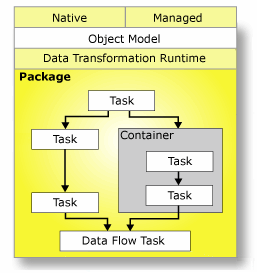 Native Managed
Object Model
Data Transformation Runtime
Package
Task
Task
Container
Task
Task
Task
Data Flow Task